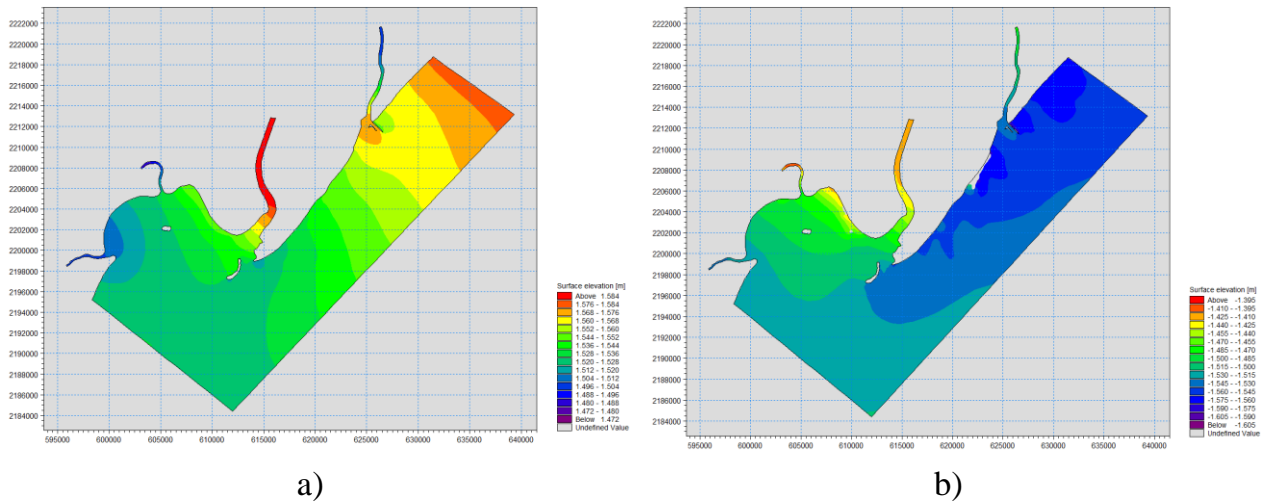 2222000
2220000
2218000
2216000
2214000
2212000
2210000
2208000
2206000
2204000
2202000
2200000
2198000
2196000
2194000
2192000
2190000
2188000
2186000
2184000
595000 600000 605000 610000 615000 620000 625000 630000 635000 640000
Surface elevation [m]
Above 1.584
1.576 - 1.584
1.568 - 1.576
1.560 - 1.568
1.552 - 1.560
1.544 - 1.552
1.536 - 1.544
1.528 - 1.536
1.520 - 1.528
1.512 - 1.520
1.504 - 1.512
1.496 - 1.504
1.488 - 1.496
1.480 - 1.488
1.472 - 1.480
Below 1.472
Undefined Value
a)
2222000
2220000
2218000
2216000
2214000
2212000
2210000
2208000
2206000
2204000
2202000
2200000
2198000
2196000
2194000
2192000
2190000
2188000
2186000
2184000
595000 600000 605000 610000 615000 620000 625000 630000 635000 640000
Surface elevation [m]
Above -1.395
-1.410 - -1.395
-1.425 - -1.410
-1.440 - -1.425
-1.455 - -1.440
-1.470 - -1.455
-1.485 - -1.470
-1.500 - -1.485
-1.515 - -1.500
-1.530 - -1.515
-1.545 - -1.530
-1.560 - -1.545
-1.575 - -1.560
-1.590 - -1.575
-1.605 - -1.590
Below -1.605
Undefined Value
b)